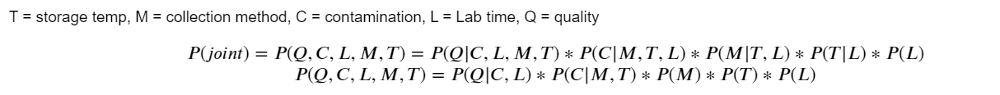 T = storage temp, M = collection method, C = contamination, L = Lab time, Q = quality
P(joint) = P(Q, C, L, M, T) = P(Q|C, L, M, T) ∗ P(C|M, T, L) ∗ P(M|T, L) ∗ P(T|L) ∗ P(L)
P(Q, C, L, M, T) = P(Q|C, L) ∗ P(C|M, T) ∗ P(M) ∗ P(T) ∗ P(L)